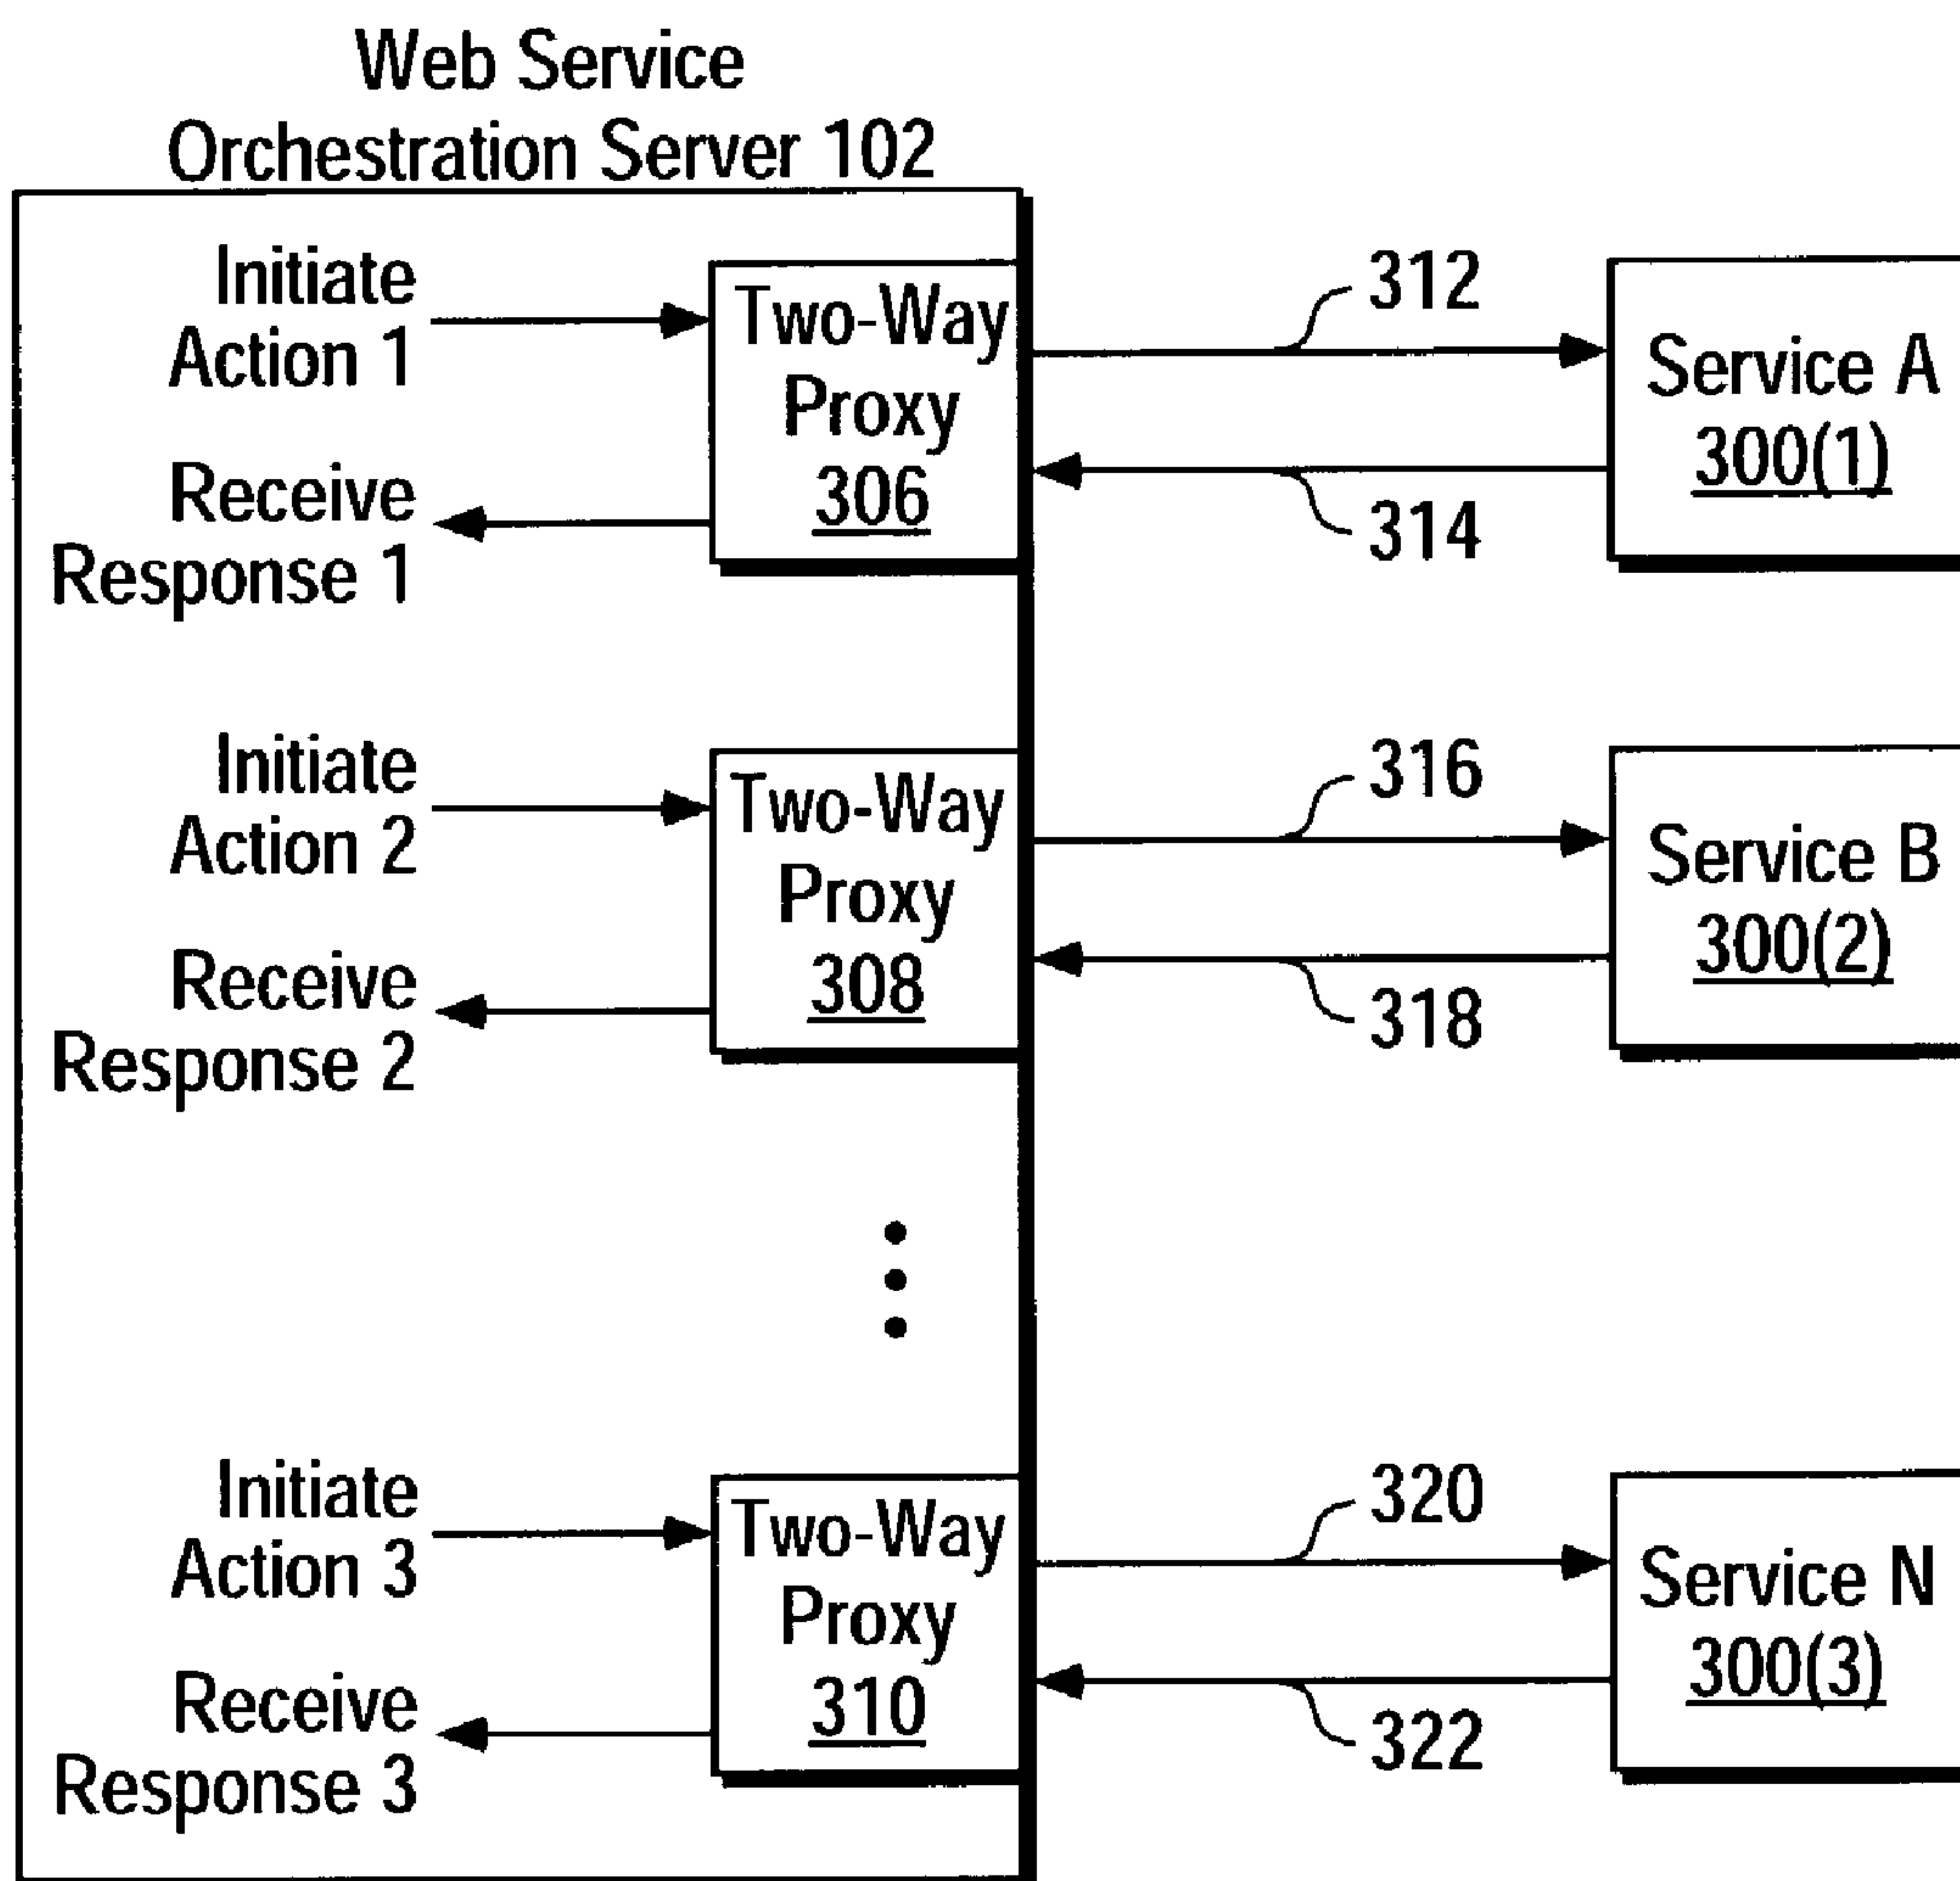 Web Service
Orchestration Server 102
Initiate
Action 1
Receive
Response 1
Two-Way
Proxy
306
312
314
Service A
300(1)
Initiate
Action 2
Receive
Response 2
Two-Way
Proxy
308
316
318
Service B
300(2)
Initiate
Action 3
Receive
Response 3
Two-Way
Proxy
310
320
322
Service N
300(3)